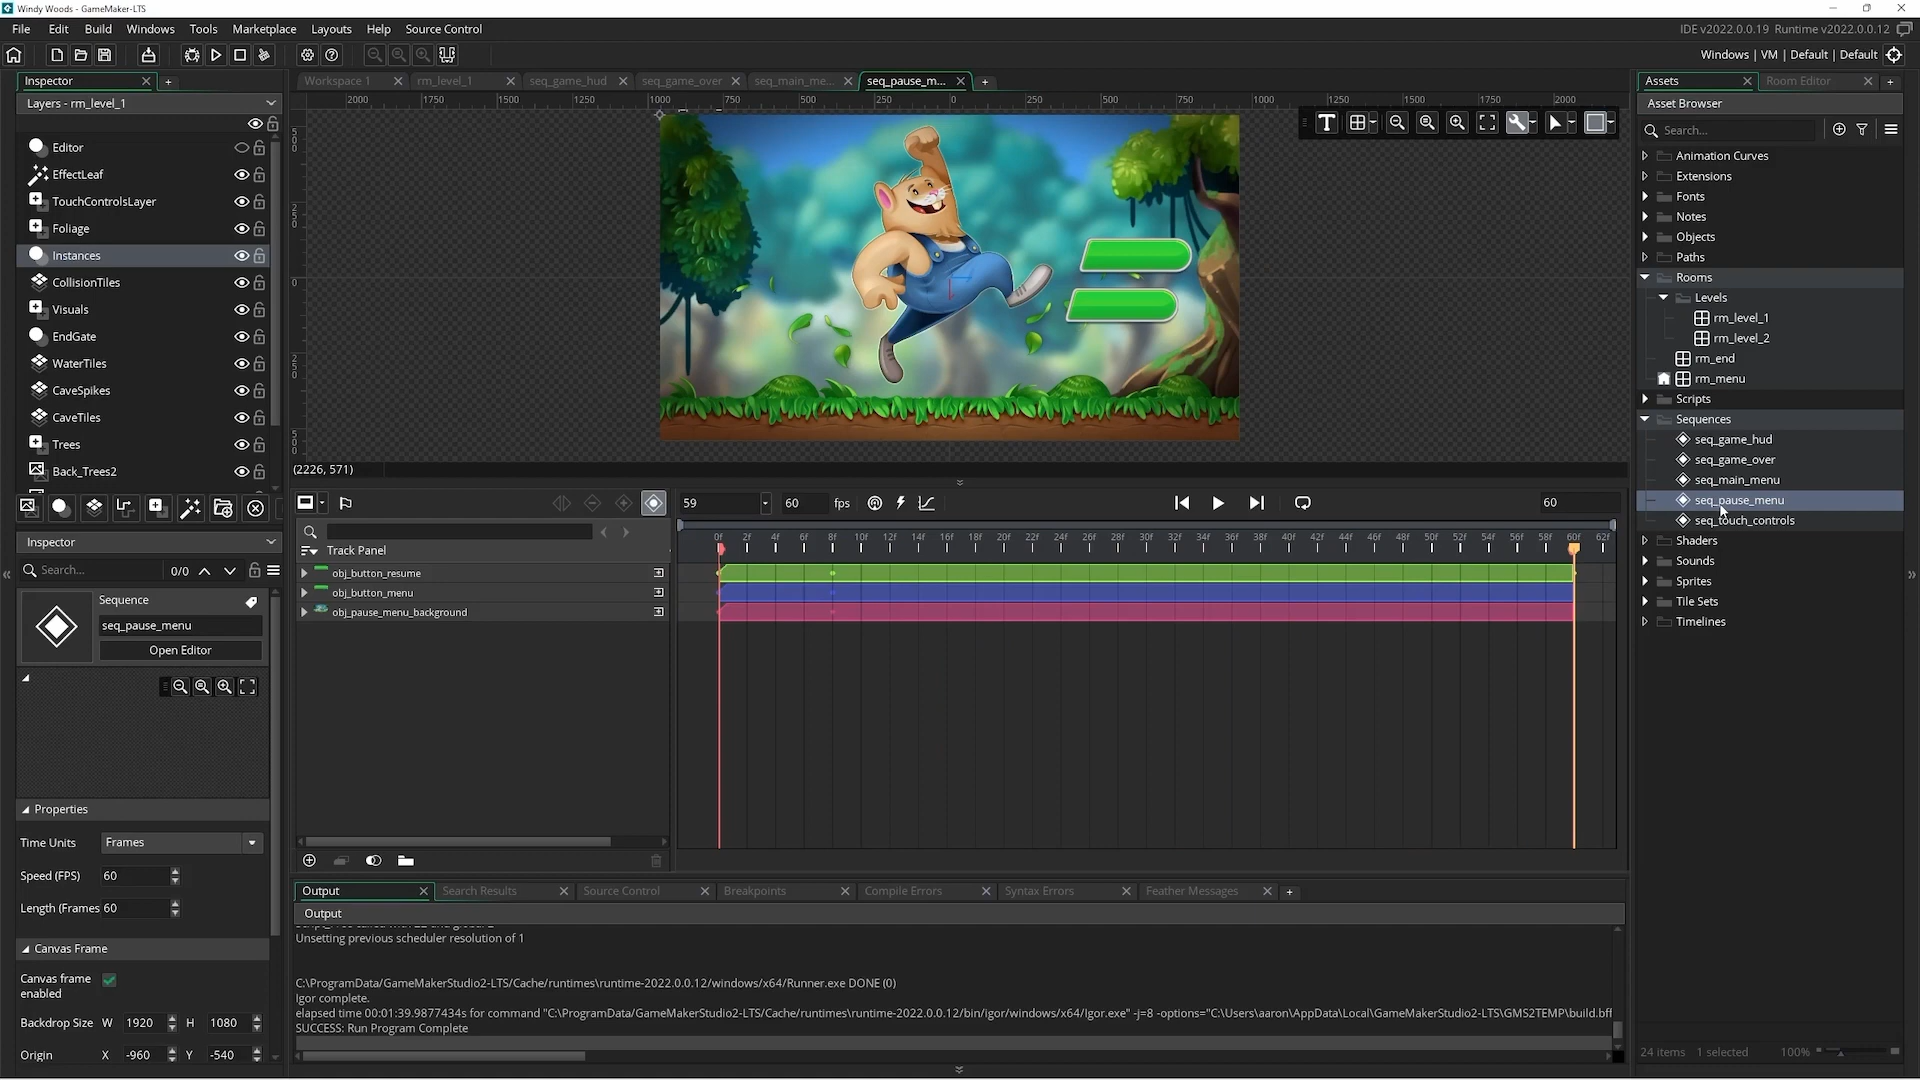 Windy Woods - GameMaker-LTS
File Edit Build Windows Tools Marketplace Layouts Help Source Control
IDE v2022.0.0.19 Runtime v2022.0.0.12
Windows | VM | Default | Default
Inspector
Workspace 1 rm_level_1 seq_game_hud seq_game_over seq_main_me... seq_pause_m...
Assets Room Editor
Layers - rm_level_1
Asset Browser
2000 1750 1500 1250 1000 750 500 250 0 250 500 750 1000 1250 1500 1750 2000
Search...
Editor
EffectLeaf
TouchControlsLayer
Foliage
Instances
CollisionTiles
Visuals
EndGate
WaterTiles
CaveSpikes
CaveTiles
Trees
Back_Trees2
500
250
0
250
500
(2226, 571)
Animation Curves
Extensions
Fonts
Notes
Objects
Paths
Rooms
Levels
rm_level_1
rm_level_2
rm_end
rm_menu
Scripts
Sequences
seq_game_hud
seq_game_over
seq_main_menu
seq_pause_menu
seq_touch_controls
Shaders
Sounds
Sprites
Tile Sets
Timelines
59 60 fps 60
Track Panel
0f 2f 4f 6f 8f 10f 12f 14f 16f 18f 20f 22f 24f 26f 28f 30f 32f 34f 36f 38f 40f 42f 44f 46f 48f 50f 52f 54f 56f 58f 60f 62f
obj_button_resume
obj_button_menu
obj_pause_menu_background
Inspector
Search... 0/0
Sequence
seq_pause_menu
Open Editor
Properties
Time Units Frames
Speed (FPS) 60
Length (Frames 60
Canvas Frame
Canvas frame
enabled
Backdrop Size W 1920 H 1080
Origin X -960 Y -540
Output Search Results Source Control Breakpoints Compile Errors Syntax Errors Feather Messages
Output
Unsetting previous scheduler resolution of 1
C:\ProgramData/GameMakerStudio2-LTS/Cache/runtimes\runtime-2022.0.0.12/windows/x64/Runner.exe DONE (0)
Igor complete.
elapsed time 00:01:39.9877434s for command "C:\ProgramData/GameMakerStudio2-LTS/Cache/runtimes\runtime-2022.0.0.12/bin/igor/windows/x64/Igor.exe" -j=8 -options="C:\Users\aaron\AppData\Local\GameMakerStudio2-LTS\GMS2TEMP\build.bff
SUCCESS: Run Program Complete
24 items 1 selected 100%